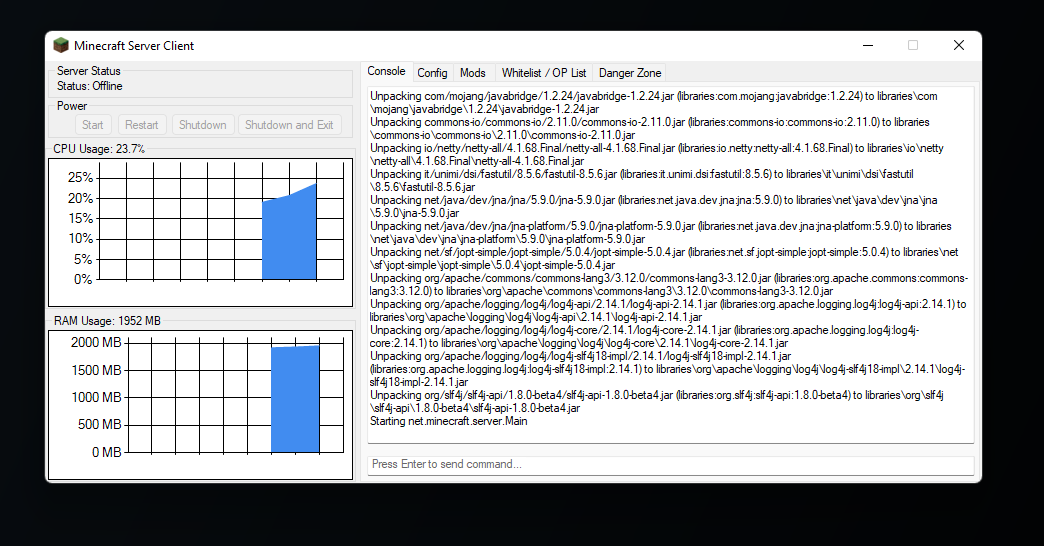 Minecraft Server Client
Server Status
Status: Offline
Power
Start Restart Shutdown Shutdown and Exit
CPU Usage: 23.7%
25%
20%
15%
10%
5%
0%
RAM Usage: 1952 MB
2000 MB
1500 MB
1000 MB
500 MB
0 MB
Console Config Mods Whitelist / OP List Danger Zone
Unpacking com/mojang/javabridge/1.2.24/javabridge-1.2.24.jar (libraries:com.mojang:javabridge:1.2.24) to libraries\com
\mojang\javabridge\1.2.24\javabridge-1.2.24.jar
Unpacking commons-io/commons-io/2.11.0/commons-io-2.11.0.jar (libraries:commons-io:commons-io:2.11.0) to libraries
\commons-io\commons-io\2.11.0\commons-io-2.11.0.jar
Unpacking io/netty/netty-all/4.1.68.Final/netty-all-4.1.68.Final.jar (libraries:io.netty:netty-all:4.1.68.Final) to libraries\io\netty
\netty-all\4.1.68.Final\netty-all-4.1.68.Final.jar
Unpacking it/unimi/dsi/fastutil/8.5.6/fastutil-8.5.6.jar (libraries:it.unimi.dsi:fastutil:8.5.6) to libraries\it\unimi\dsi\fastutil
\8.5.6\fastutil-8.5.6.jar
Unpacking net/java/dev/jna/jna/5.9.0/jna-5.9.0.jar (libraries:net.java.dev.jna:jna:5.9.0) to libraries\net\java\dev\jna\jna
\5.9.0\jna-5.9.0.jar
Unpacking net/java/dev/jna/jna-platform/5.9.0/jna-platform-5.9.0.jar (libraries:net.java.dev.jna:jna-platform:5.9.0) to libraries
\net\java\dev\jna\jna-platform\5.9.0\jna-platform-5.9.0.jar
Unpacking net/sf/jopt-simple/jopt-simple/5.0.4/jopt-simple-5.0.4.jar (libraries:net.sf.jopt-simple:jopt-simple:5.0.4) to libraries\net
\sf\jopt-simple\jopt-simple\5.0.4\jopt-simple-5.0.4.jar
Unpacking org/apache/commons/commons-lang3/3.12.0/commons-lang3-3.12.0.jar (libraries:org.apache.commons:commons-
lang3:3.12.0) to libraries\org\apache\commons\commons-lang3\3.12.0\commons-lang3-3.12.0.jar
Unpacking org/apache/logging/log4j/log4j-api/2.14.1/log4j-api-2.14.1.jar (libraries:org.apache.logging.log4j:log4j-api:2.14.1) to
libraries\org\apache\logging\log4j\log4j-api\2.14.1\log4j-api-2.14.1.jar
Unpacking org/apache/logging/log4j/log4j-core/2.14.1/log4j-core-2.14.1.jar (libraries:org.apache.logging.log4j:log4j-
core:2.14.1) to libraries\org\apache\logging\log4j\log4j-core\2.14.1\log4j-core-2.14.1.jar
Unpacking org/apache/logging/log4j/log4j-slf4j18-impl/2.14.1/log4j-slf4j18-impl-2.14.1.jar
(libraries:org.apache.logging.log4j:log4j-slf4j18-impl:2.14.1) to libraries\org\apache\logging\log4j\log4j-slf4j18-impl\2.14.1\log4j-
slf4j18-impl-2.14.1.jar
Unpacking org/slf4j/slf4j-api/1.8.0-beta4/slf4j-api-1.8.0-beta4.jar (libraries:org.slf4j:slf4j-api:1.8.0-beta4) to libraries\org\slf4j
\slf4j-api\1.8.0-beta4\slf4j-api-1.8.0-beta4.jar
Starting net.minecraft.server.Main
Press Enter to send command...